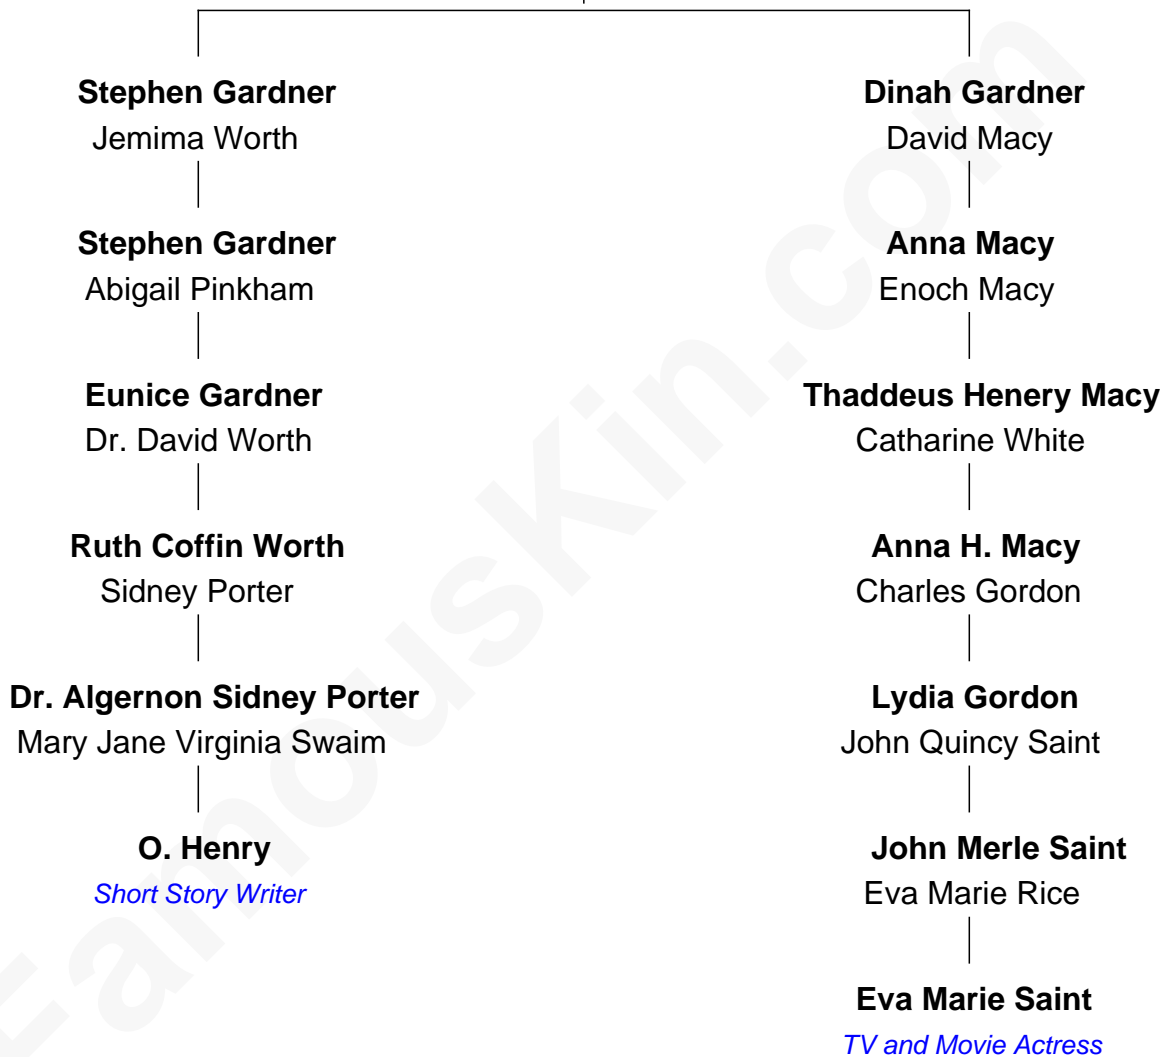 Stephen Gardner
Jemima Worth
Stephen Gardner
Abigail Pinkham
Eunice Gardner
Dr. David Worth
Ruth Coffin Worth
Sidney Porter
Dr. Algernon Sidney Porter
Mary Jane Virginia Swaim
O. Henry
Short Story Writer
Dinah Gardner
David Macy
Anna Macy
Enoch Macy
Thaddeus Henery Macy
Catharine White
Anna H. Macy
Charles Gordon
Lydia Gordon
John Quincy Saint
John Merle Saint
Eva Marie Rice
Eva Marie Saint
TV and Movie Actress
FamousKin.com